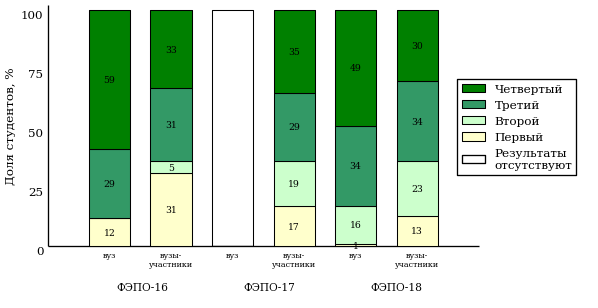 Доля студентов, %
100
75
50
25
0
59
29
12
33
31
5
31
35
29
19
17
49
34
16
1
30
34
23
13
вуз
вузы-
участники
вуз
вузы-
участники
вуз
вузы-
участники
ФЭПО-16
ФЭПО-17
ФЭПО-18
Четвертый
Третий
Второй
Первый
Результаты
отсутствуют